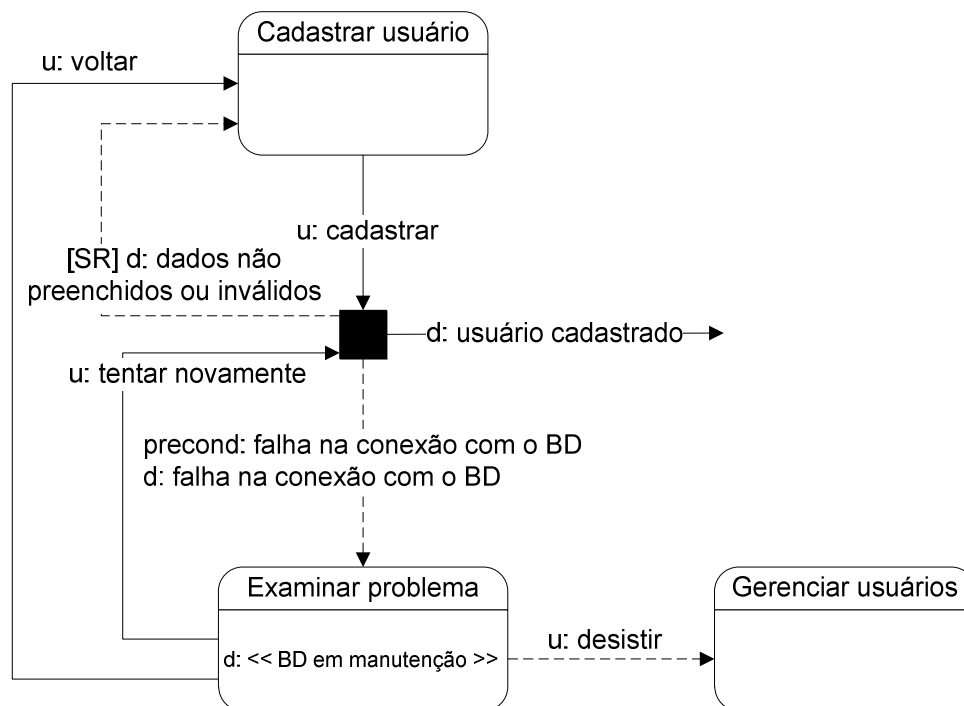 Cadastrar usuário
u: voltar
u: cadastrar
[SR] d: dados não
preenchidos ou inválidos
d: usuário cadastrado
u: tentar novamente
precond: falha na conexão com o BD
d: falha na conexão com o BD
Examinar problema
Gerenciar usuários
u: desistir
d: << BD em manutenção >>